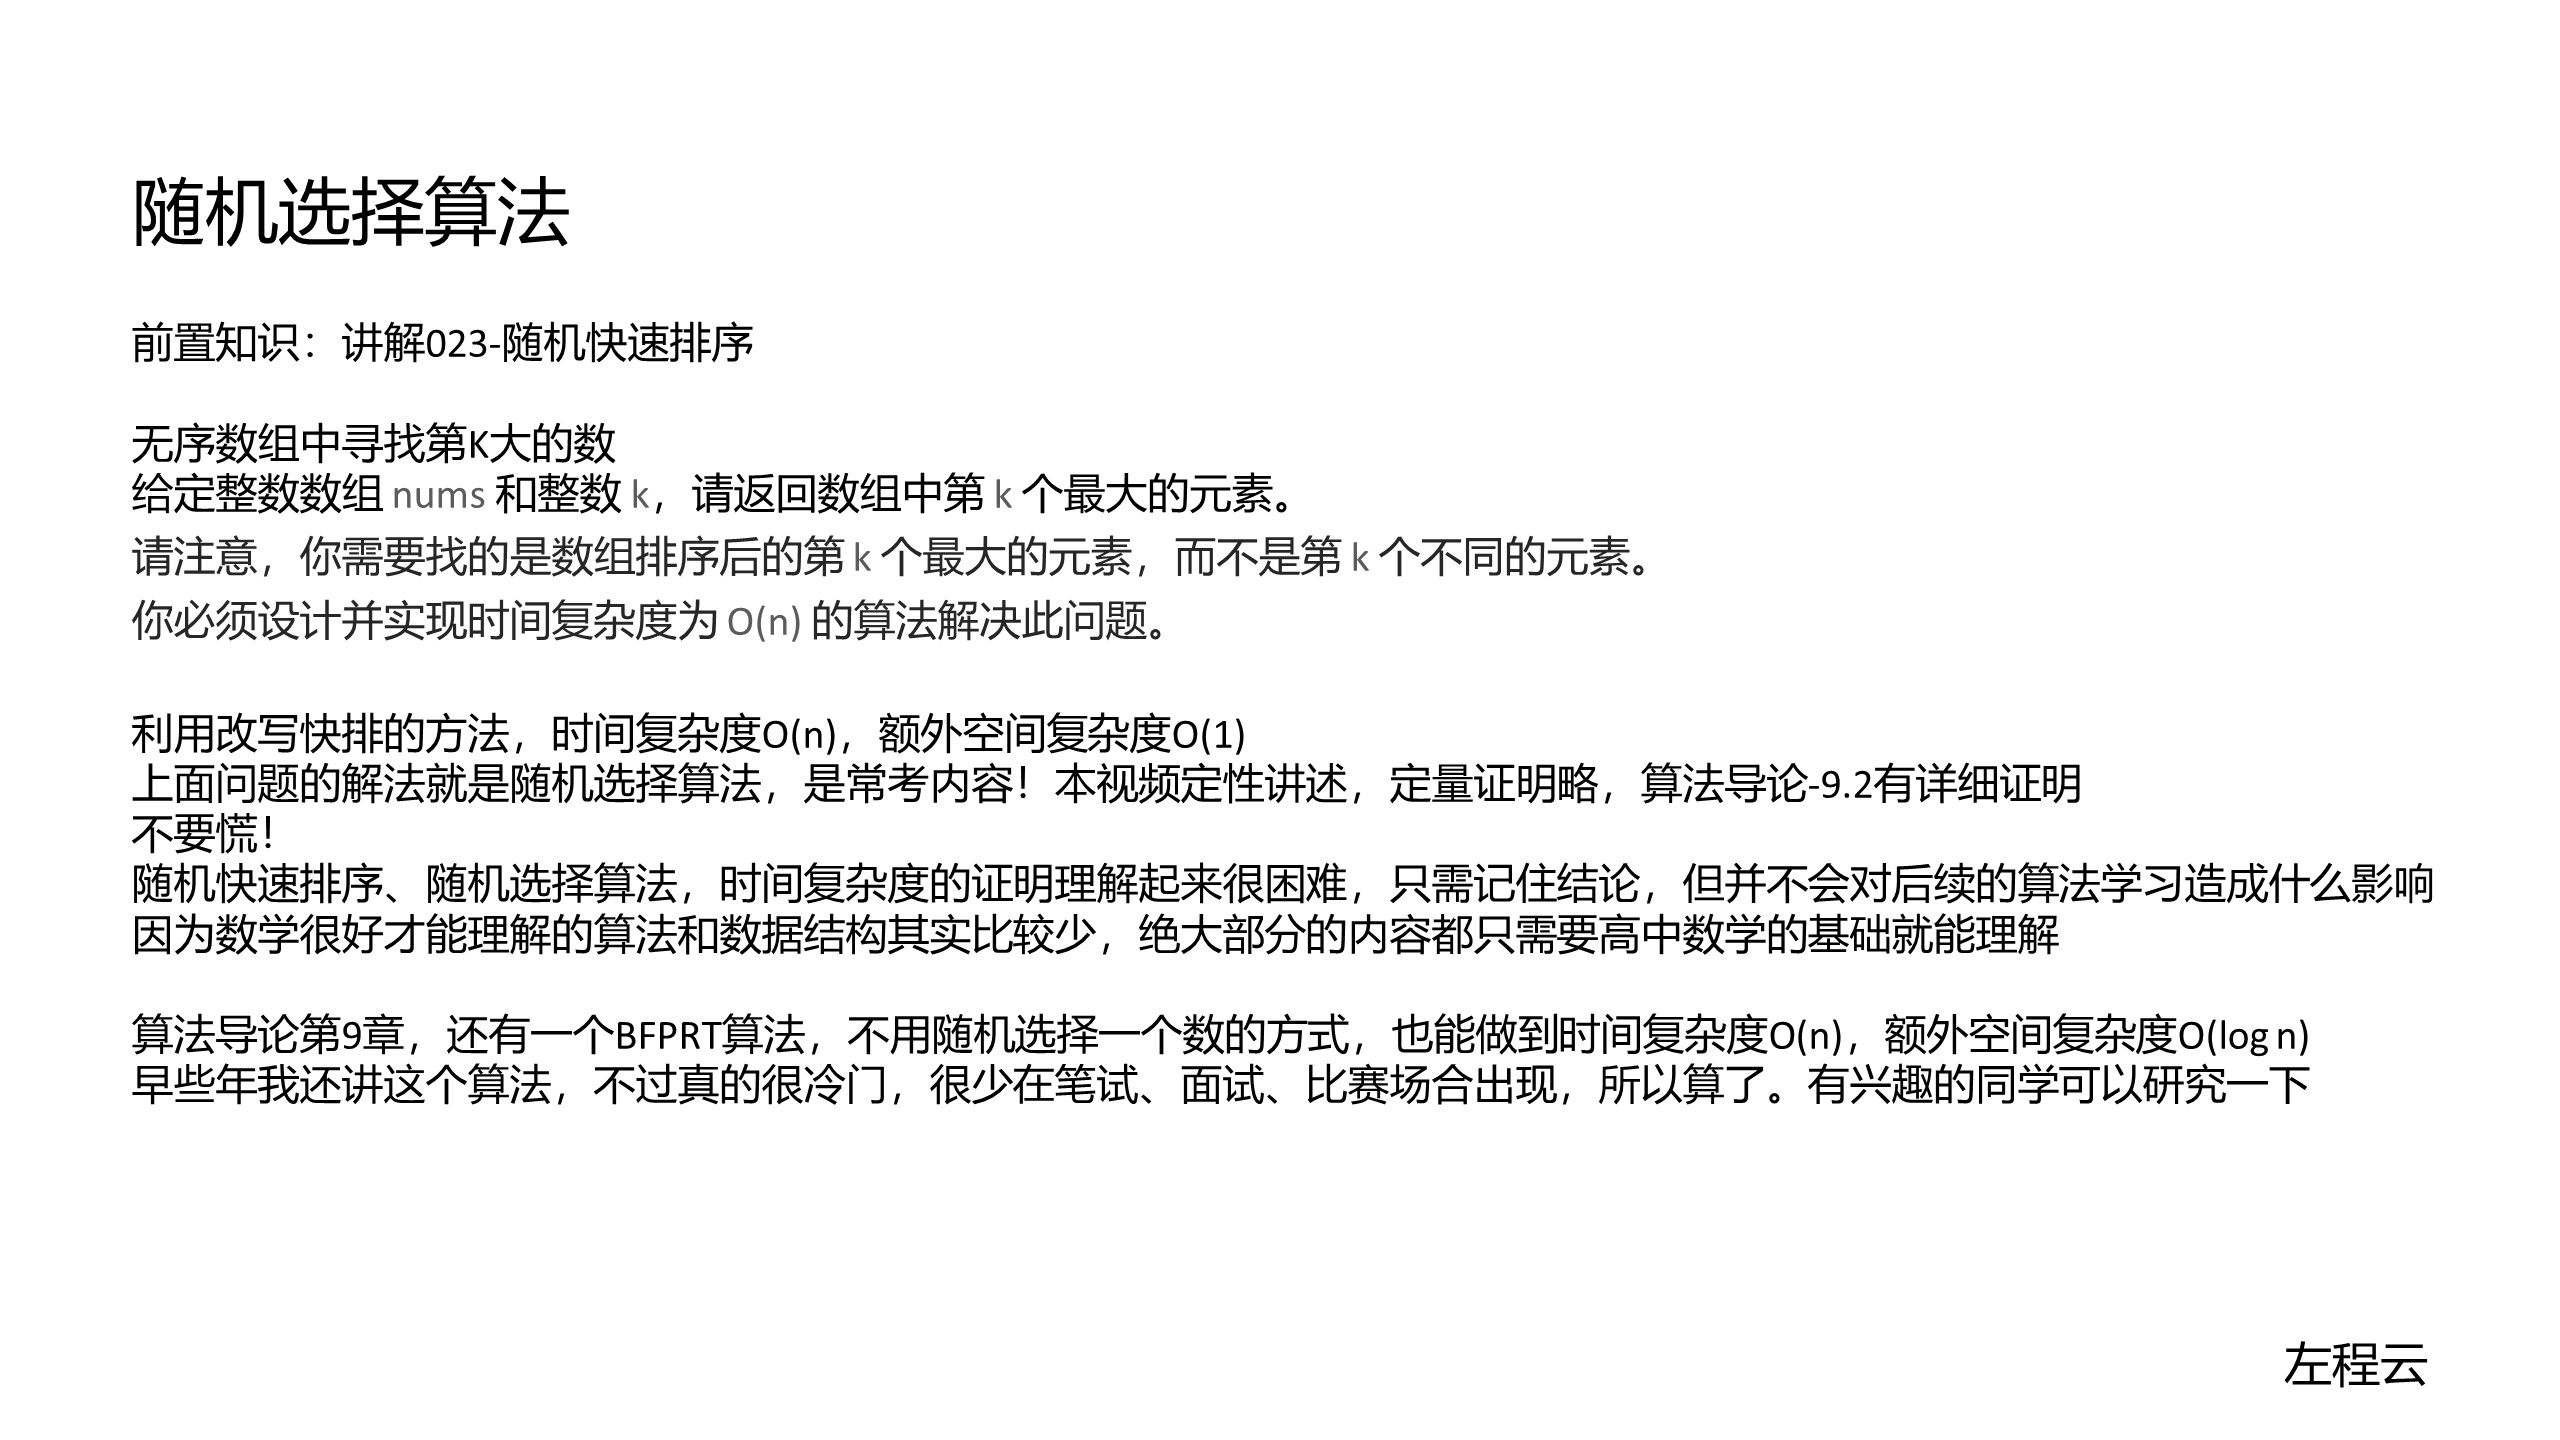 随机选择算法
前置知识：讲解023-随机快速排序
无序数组中寻找第K大的数
给定整数数组 nums 和整数 k，请返回数组中第 k 个最大的元素。
请注意，你需要找的是数组排序后的第 k 个最大的元素，而不是第 k 个不同的元素。
你必须设计并实现时间复杂度为 O(n) 的算法解决此问题。
利用改写快排的方法，时间复杂度O(n)，额外空间复杂度O(1)
上面问题的解法就是随机选择算法，是常考内容！本视频定性讲述，定量证明略，算法导论-9.2有详细证明
不要慌！
随机快速排序、随机选择算法，时间复杂度的证明理解起来很困难，只需记住结论，但并不会对后续的算法学习造成什么影响
因为数学很好才能理解的算法和数据结构其实比较少，绝大部分的内容都只需要高中数学的基础就能理解
算法导论第9章，还有一个BFPRT算法，不用随机选择一个数的方式，也能做到时间复杂度O(n)，额外空间复杂度O(log n)
早些年我还讲这个算法，不过真的很冷门，很少在笔试、面试、比赛场合出现，所以算了。有兴趣的同学可以研究一下
左程云